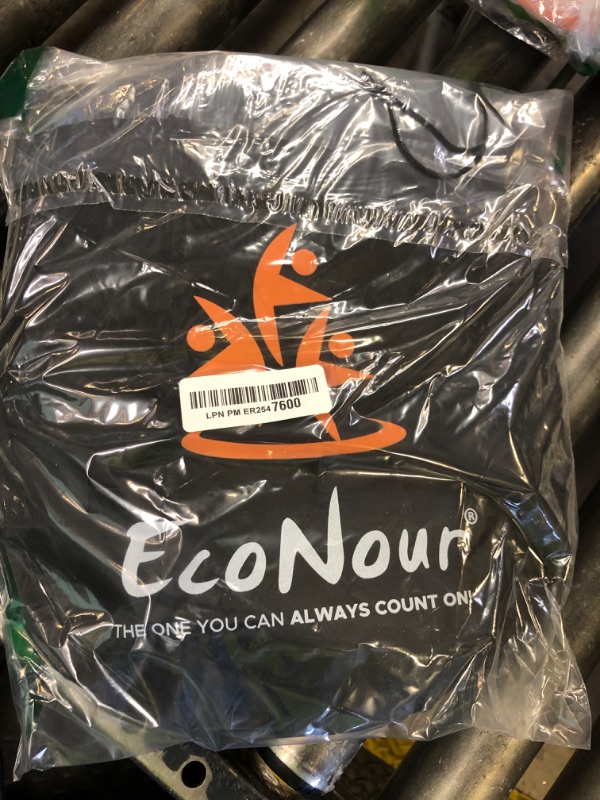 LPN PM ER2547600
EcoNour®
THE ONE YOU CAN ALWAYS COUNT ON!